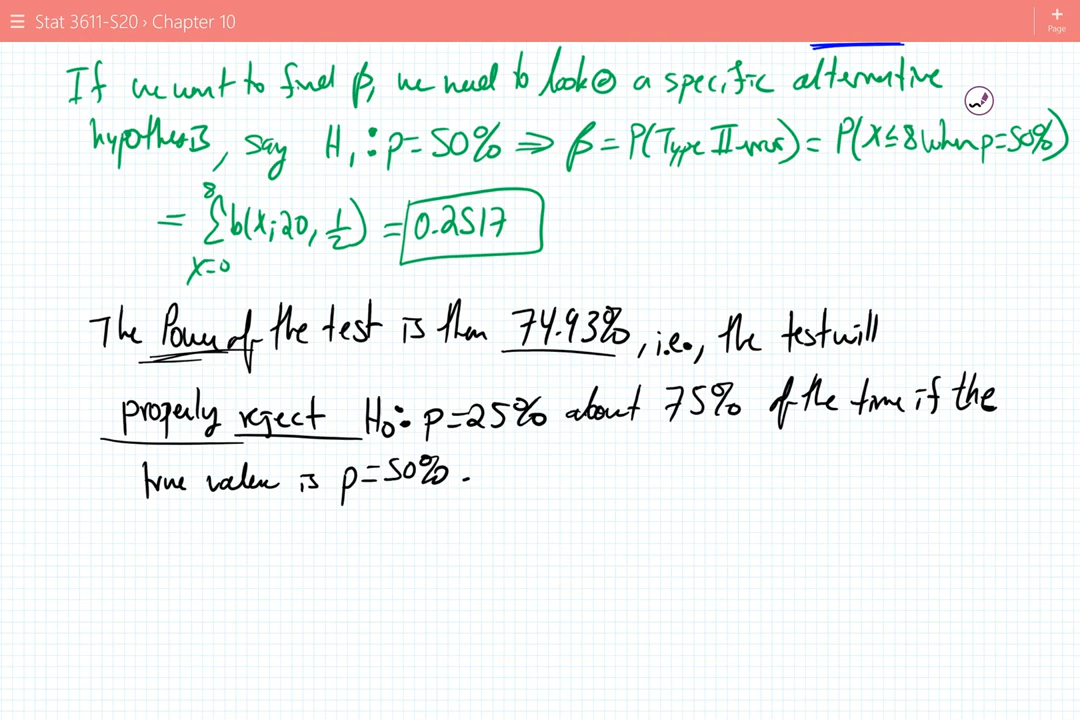 ☰ Stat 3611-S20 › Chapter 10
+
Page
If we want to find β, we need to look@ a specific alternative
hypothesis, say H₁: p=50% ⇒ β = P(Type II error) = P(X≤8 when p=50%)
= ∑_{x=0}^{8} b(x; 20, 1/2) = 0.2517
The Power of the test is then 74.93%, i.e., the test will
properly reject H₀: p=25% about 75% of the time if the
true value is p=50%.